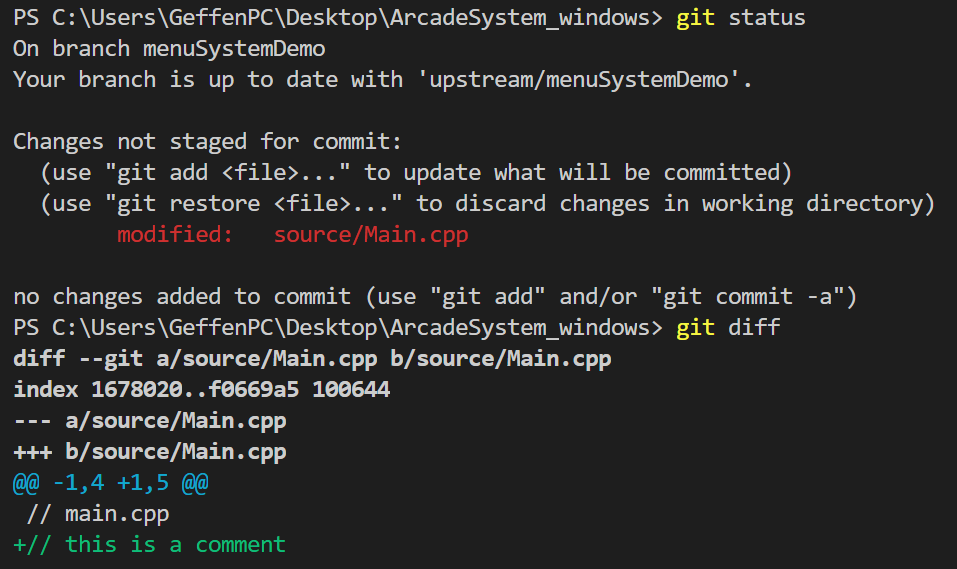 PS C:\Users\GeffenPC\Desktop\ArcadeSystem_windows> git status
On branch menuSystemDemo
Your branch is up to date with 'upstream/menuSystemDemo'.
Changes not staged for commit:
  (use "git add <file>..." to update what will be committed)
  (use "git restore <file>..." to discard changes in working directory)
        modified:   source/Main.cpp
no changes added to commit (use "git add" and/or "git commit -a")
PS C:\Users\GeffenPC\Desktop\ArcadeSystem_windows> git diff
diff --git a/source/Main.cpp b/source/Main.cpp
index 1678020..f0669a5 100644
--- a/source/Main.cpp
+++ b/source/Main.cpp
@@ -1,4 +1,5 @@
 // main.cpp
+// this is a comment